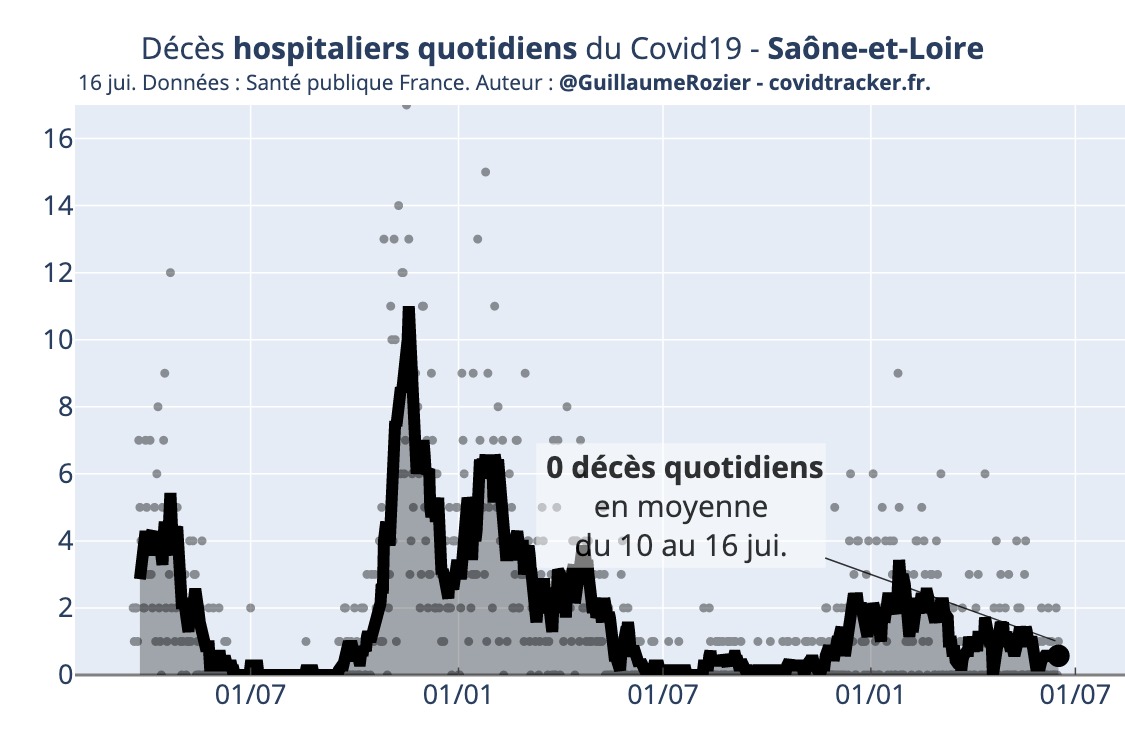 Décès hospitaliers quotidiens du Covid19 - Saône-et-Loire
16 jui. Données : Santé publique France. Auteur : @GuillaumeRozier - covidtracker.fr.
16
14
12
10
8
6
4
2
0
0 décès quotidiens
en moyenne
du 10 au 16 jui.
01/07 01/01 01/07 01/01 01/07